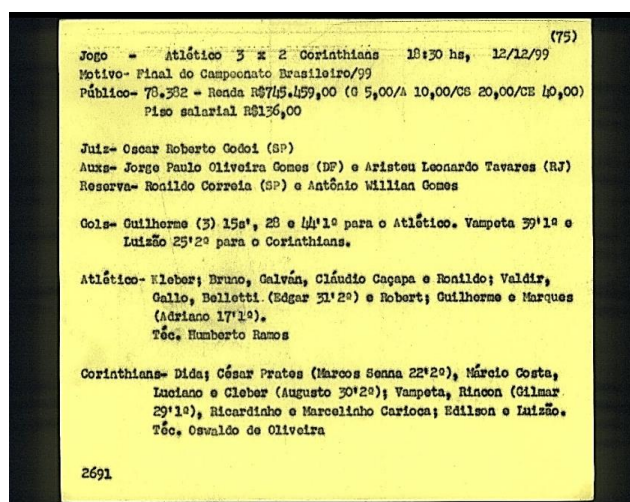 (75)
Jogo - Atlético 3 x 2 Corinthians 18:30 hs, 12/12/99
Motivo- Final do Campeonato Brasileiro/99
Público- 78.382 - Renda R$745.459,00 (G 5,00/A 10,00/CS 20,00/CE 40,00)
Piso salarial R$136,00
Juiz- Oscar Roberto Godoi (SP)
Auxs- Jorge Paulo Oliveira Gomes (DF) e Aristeu Leonardo Tavares (RJ)
Reserva- Ronildo Correia (SP) e Antônio Willian Gomes
Gols- Guilherme (3) 15s', 28 e 44'1º para o Atlético. Vampeta 39'1º e
Luizão 25'2º para o Corinthians.
Atlético- Kleber; Bruno, Galván, Cláudio Caçapa e Ronildo; Valdir,
Gallo, Belletti (Edgar 31'2º) e Robert; Guilherme e Marques
(Adriano 17'1º).
Téc. Humberto Ramos
Corinthians- Dida; César Prates (Marcos Senna 22'2º), Márcio Costa,
Luciano e Cleber (Augusto 30'2º); Vampeta, Rincon (Gilmar
29'1º), Ricardinho e Marcelinho Carioca; Edilson e Luizão.
Téc. Oswaldo de Oliveira
2691